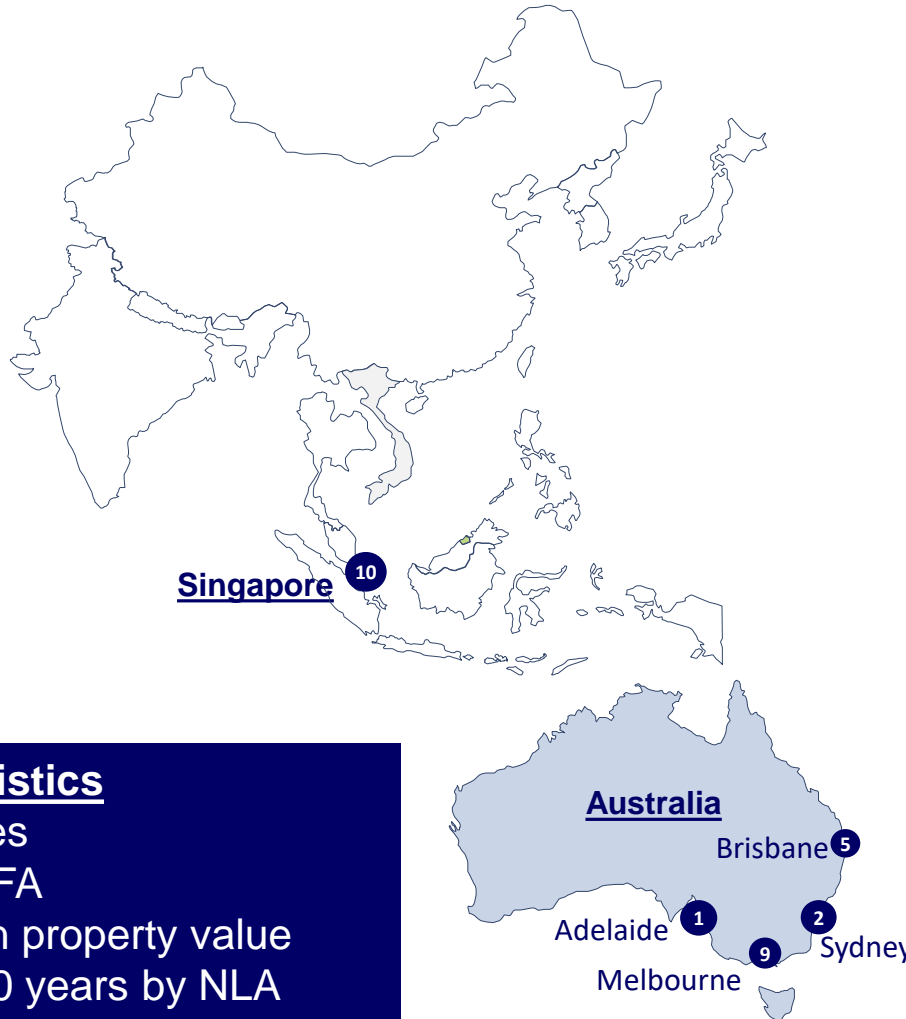 10
Singapore
Australia
Brisbane 5
Adelaide 1
2 Sydney
9
Melbourne
istics
es
FA
n property value
0 years by NLA